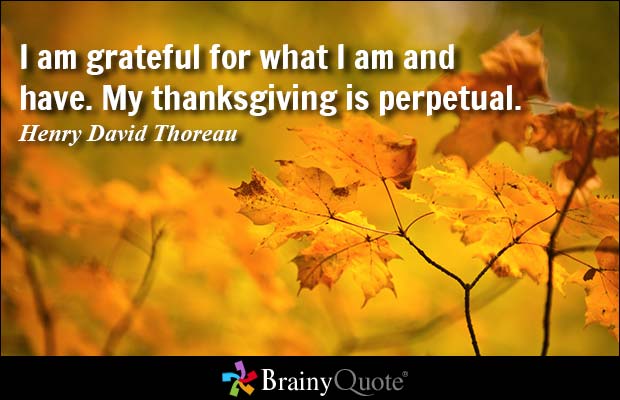 I am grateful for what I am and
have. My thanksgiving is perpetual.
Henry David Thoreau
BrainyQuote®